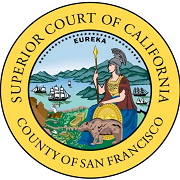 SUPERIOR COURT OF CALIFORNIA
EUREKA
COUNTY OF SAN FRANCISCO